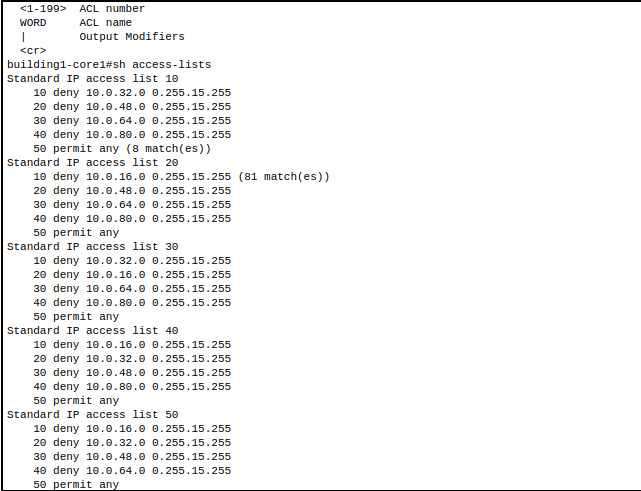 <1-199>  ACL number
WORD     ACL name
|        Output Modifiers
<cr>
building1-core1#sh access-lists
Standard IP access list 10
    10 deny 10.0.32.0 0.255.15.255
    20 deny 10.0.48.0 0.255.15.255
    30 deny 10.0.64.0 0.255.15.255
    40 deny 10.0.80.0 0.255.15.255
    50 permit any (8 match(es))
Standard IP access list 20
    10 deny 10.0.16.0 0.255.15.255 (81 match(es))
    20 deny 10.0.48.0 0.255.15.255
    30 deny 10.0.64.0 0.255.15.255
    40 deny 10.0.80.0 0.255.15.255
    50 permit any
Standard IP access list 30
    10 deny 10.0.32.0 0.255.15.255
    20 deny 10.0.16.0 0.255.15.255
    30 deny 10.0.64.0 0.255.15.255
    40 deny 10.0.80.0 0.255.15.255
    50 permit any
Standard IP access list 40
    10 deny 10.0.16.0 0.255.15.255
    20 deny 10.0.32.0 0.255.15.255
    30 deny 10.0.48.0 0.255.15.255
    40 deny 10.0.80.0 0.255.15.255
    50 permit any
Standard IP access list 50
    10 deny 10.0.16.0 0.255.15.255
    20 deny 10.0.32.0 0.255.15.255
    30 deny 10.0.48.0 0.255.15.255
    40 deny 10.0.64.0 0.255.15.255
    50 permit any